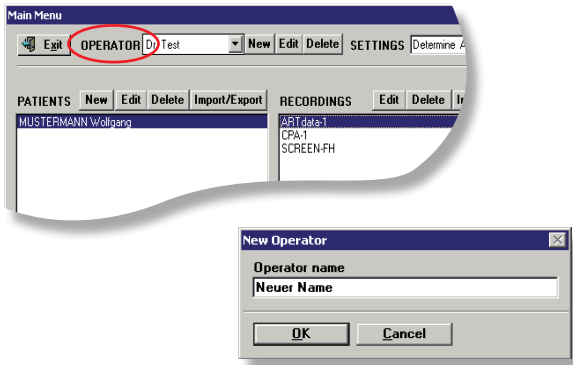 Main Menu
Exit OPERATOR Dr Test New Edit Delete SETTINGS Determine
PATIENTS New Edit Delete Import/Export RECORDINGS Edit Delete
MUSTERMANN Wolfgang
ARTdata-1
CPA-1
SCREEN-FH
New Operator
Operator name
Neuer Name
OK Cancel